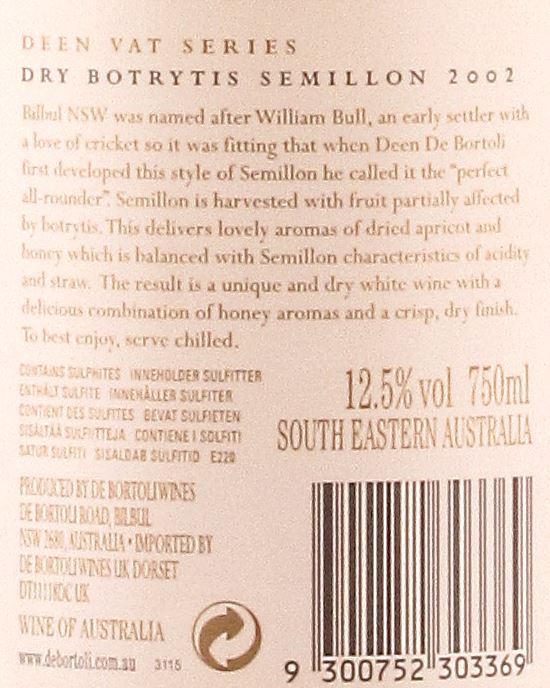 DEEN VAT SERIES
DRY BOTRYTIS SEMILLON 2002
Bilbul NSW was named after William Bull, an early settler with
a love of cricket so it was fitting that when Deen De Bortoli
first developed this style of Semillon he called it the "perfect
all-rounder". Semillon is harvested with fruit partially affected
by botrytis. This delivers lovely aromas of dried apricot and
honey which is balanced with Semillon characteristics of acidity
and straw. The result is a unique and dry white wine with a
delicious combination of honey aromas and a crisp, dry finish.
To best enjoy, serve chilled.
CONTAINS SULPHITES INNEHOLDER SULFITTER
ENTHÄLT SULFITE INNEHÅLLER SULFITER
CONTIENT DES SULFITES BEVAT SULFIETEN
SISÄLTÄÄ SULFIITTEJA CONTIENE I SOLFITI
SATUR SULFITI SISALDAB SULFITID E220
12.5% vol 750ml
SOUTH EASTERN AUSTRALIA
PRODUCED BY DE BORTOLI WINES
DE BORTOLI ROAD, BILBUL
NSW 2680, AUSTRALIA • IMPORTED BY
DE BORTOLI WINES UK DORSET
DT11 1HDC UK
WINE OF AUSTRALIA
www.debortoli.com.au 3115
9 300752 303369